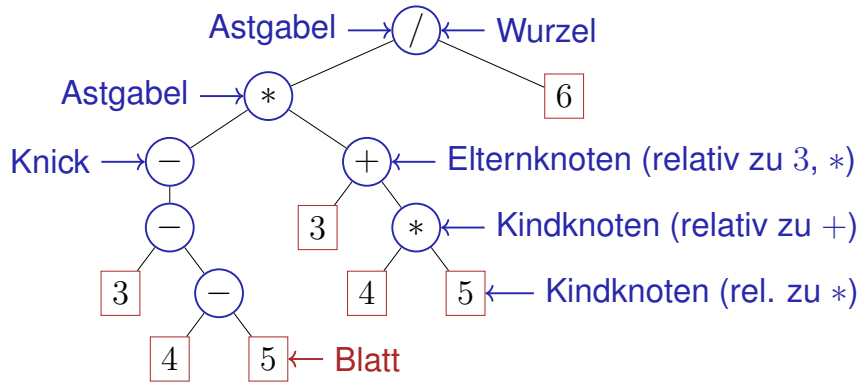 Astgabel / Wurzel
Astgabel * 6
Knick − + Elternknoten (relativ zu 3, *)
− 3 * Kindknoten (relativ zu +)
3 − 4 5 Kindknoten (rel. zu *)
4 5 Blatt